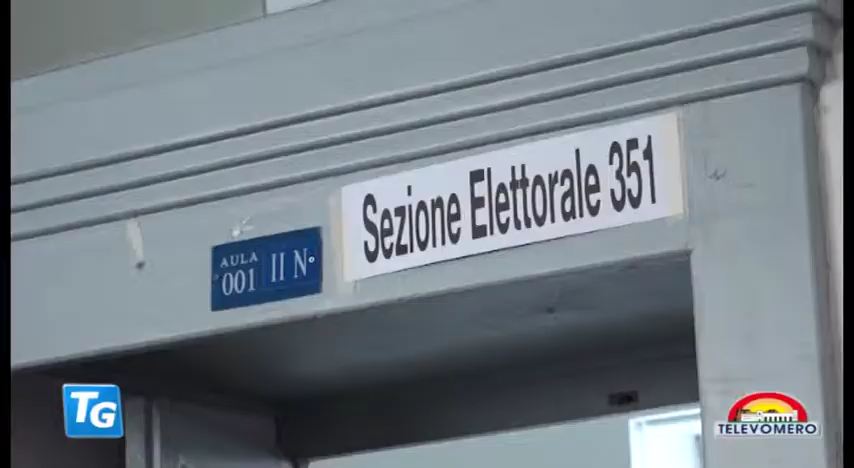 Sezione Elettorale 351
AULA
001 II N
TG
TELEVOMERO